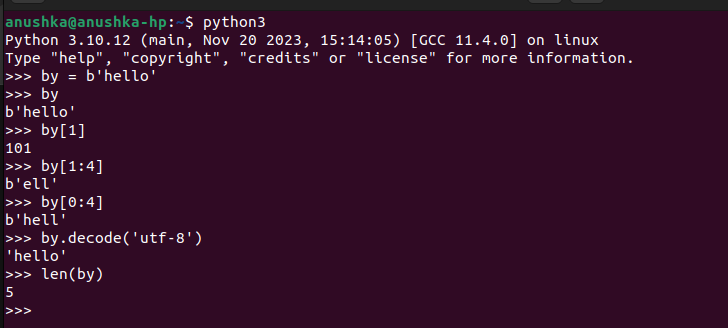 anushka@anushka-hp:~$ python3
Python 3.10.12 (main, Nov 20 2023, 15:14:05) [GCC 11.4.0] on linux
Type "help", "copyright", "credits" or "license" for more information.
>>> by = b'hello'
>>> by
b'hello'
>>> by[1]
101
>>> by[1:4]
b'ell'
>>> by[0:4]
b'hell'
>>> by.decode('utf-8')
'hello'
>>> len(by)
5
>>>